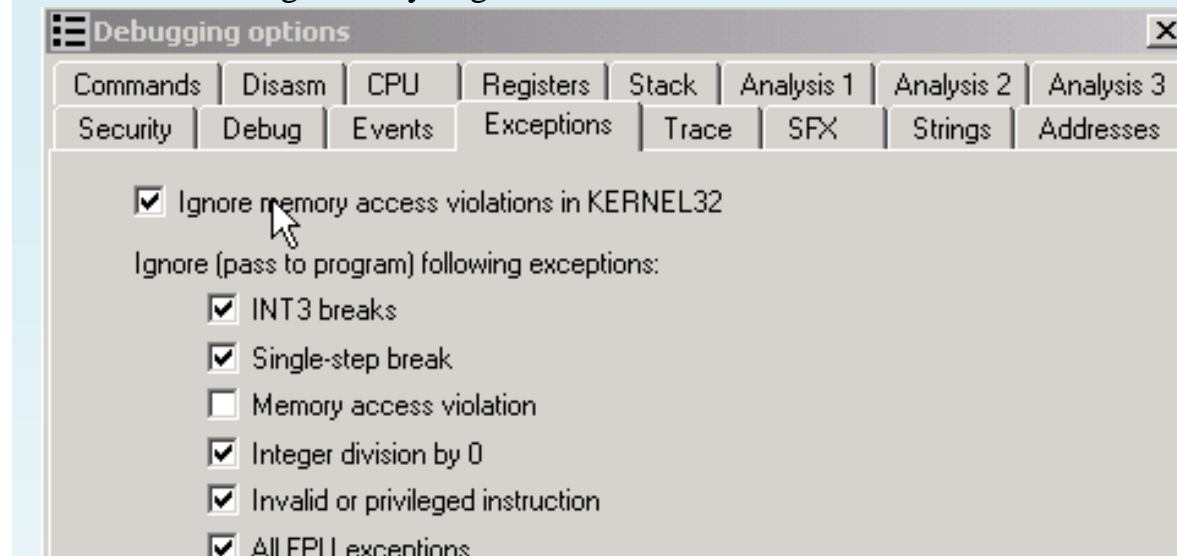 Debugging options
Commands Disasm CPU Registers Stack Analysis 1 Analysis 2 Analysis 3
Security Debug Events Exceptions Trace SFX Strings Addresses
Ignore memory access violations in KERNEL32
Ignore (pass to program) following exceptions:
INT3 breaks
Single-step break
Memory access violation
Integer division by 0
Invalid or privileged instruction
All FPU exceptions